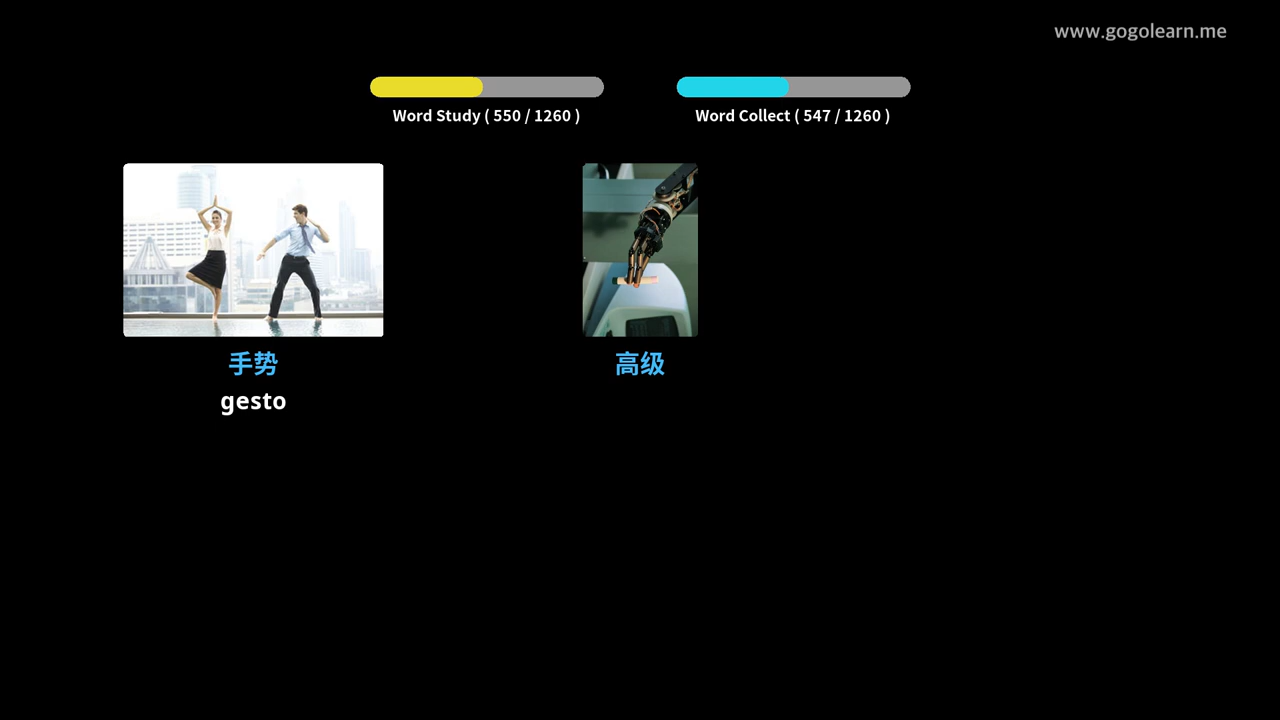 www.gogolearn.me
Word Study ( 550 / 1260 )
Word Collect ( 547 / 1260 )
手势
gesto
高级